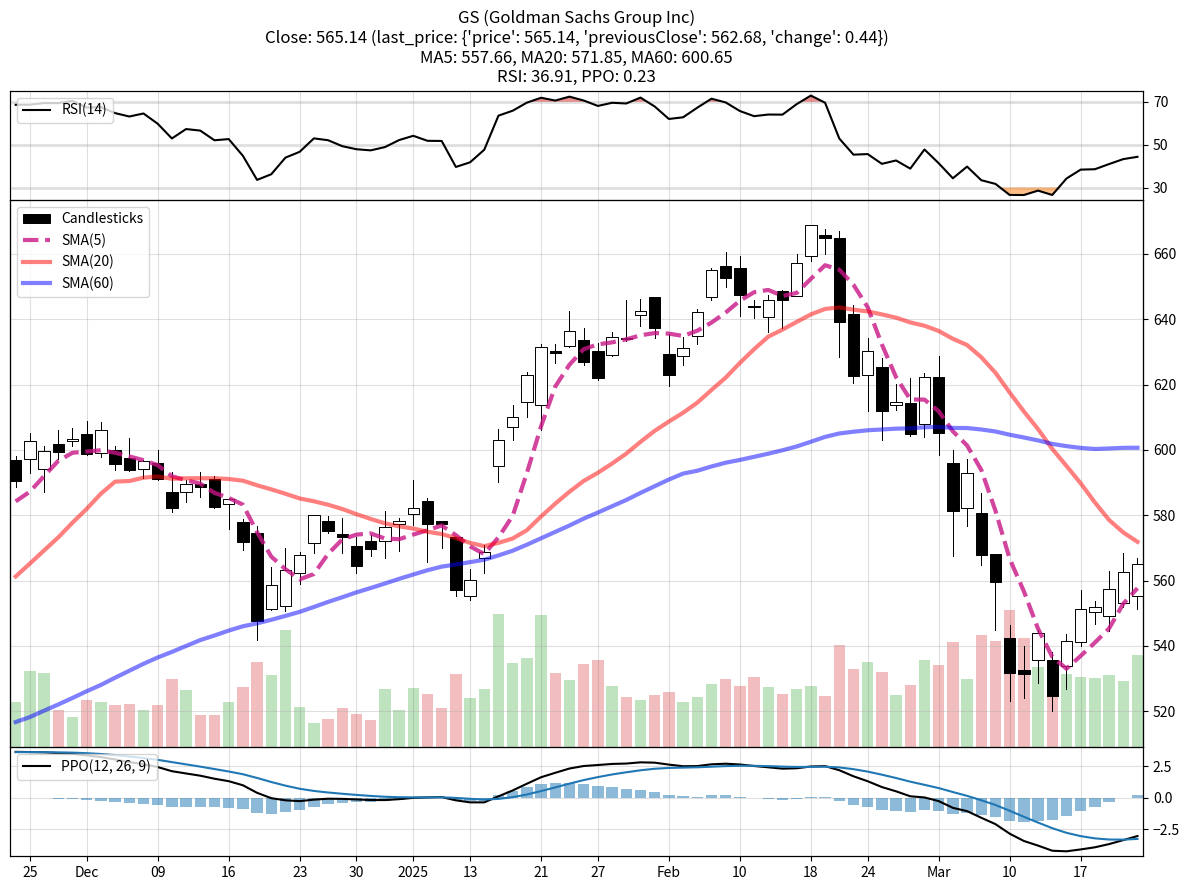 GS (Goldman Sachs Group Inc)
Close: 565.14 (last_price: {'price': 565.14, 'previousClose': 562.68, 'change': 0.44})
MA5: 557.66, MA20: 571.85, MA60: 600.65
RSI: 36.91, PPO: 0.23
RSI(14)
70
50
30
Candlesticks
SMA(5)
SMA(20)
SMA(60)
660
640
620
600
580
560
540
520
PPO(12, 26, 9)
2.5
0.0
−2.5
25 Dec 09 16 23 30 2025 13 21 27 Feb 10 18 24 Mar 10 17